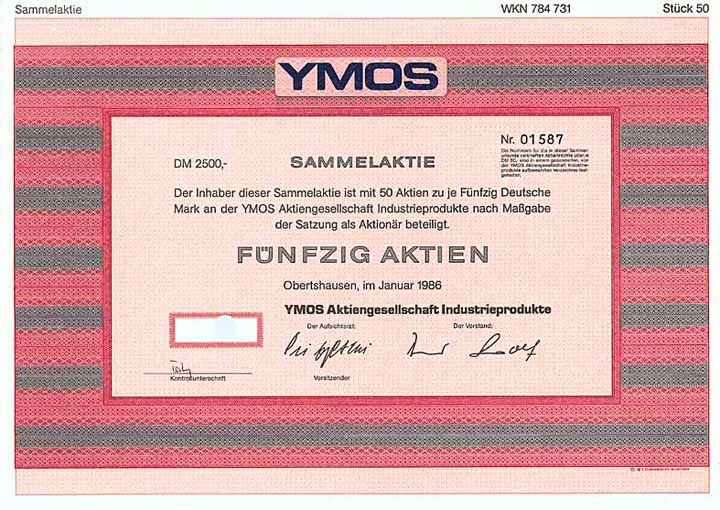 Sammelaktie WKN 784 731 Stück 50
YMOS
Nr. 01587
DM 2500,- SAMMELAKTIE
Der Inhaber dieser Sammelaktie ist mit 50 Aktien zu je Fünfzig Deutsche
Mark an der YMOS Aktiengesellschaft Industrieprodukte nach Maßgabe
der Satzung als Aktionär beteiligt.
FÜNFZIG AKTIEN
Obertshausen, im Januar 1986
YMOS Aktiengesellschaft Industrieprodukte
Der Aufsichtsrat: Der Vorstand:
Kontrollunterschrift Vorsitzender